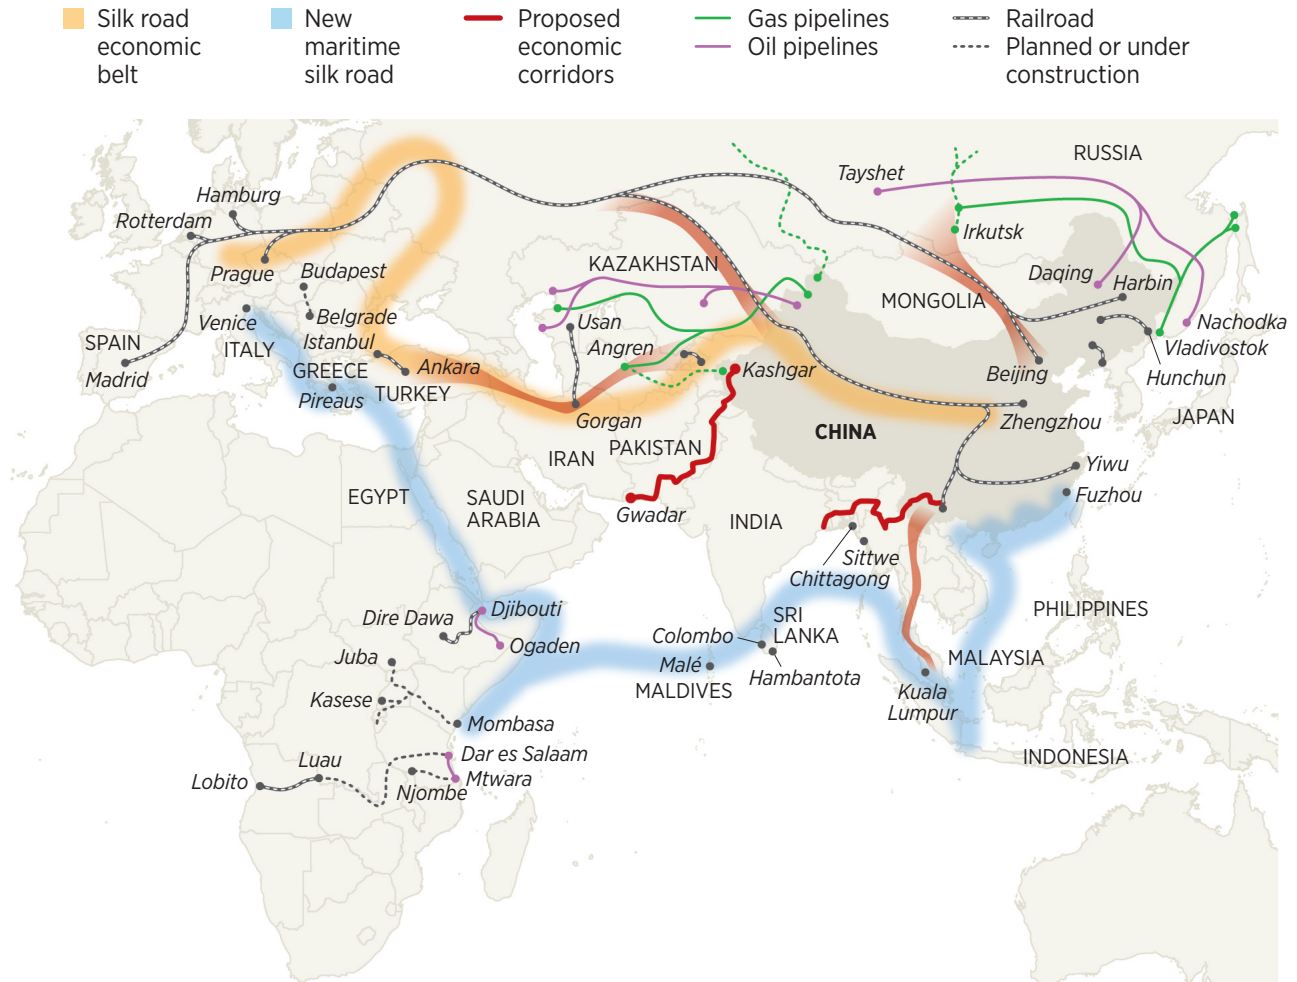 Silk road
economic
belt
New
maritime
silk road
Proposed
economic
corridors
Gas pipelines
Oil pipelines
Railroad
Planned or under
construction
RUSSIA
Tayshet
Hamburg
Rotterdam
Irkutsk
Prague
Budapest
KAZAKHSTAN
Daqing
Harbin
MONGOLIA
Venice
Belgrade
Usan
Nachodka
SPAIN
ITALY
Istanbul
Angren
Vladivostok
Madrid
GREECE
Ankara
Kashgar
Beijing
Hunchun
Pireaus
TURKEY
Gorgan
Zhengzhou
JAPAN
CHINA
PAKISTAN
IRAN
Yiwu
EGYPT
SAUDI
ARABIA
Gwadar
INDIA
Fuzhou
Sittwe
Chittagong
Djibouti
Dire Dawa
SRI
LANKA
PHILIPPINES
Ogaden
Colombo
Juba
Malé
Hambantota
MALAYSIA
MALDIVES
Kasese
Kuala
Lumpur
Mombasa
Dar es Salaam
INDONESIA
Luau
Lobito
Mtwara
Njombe